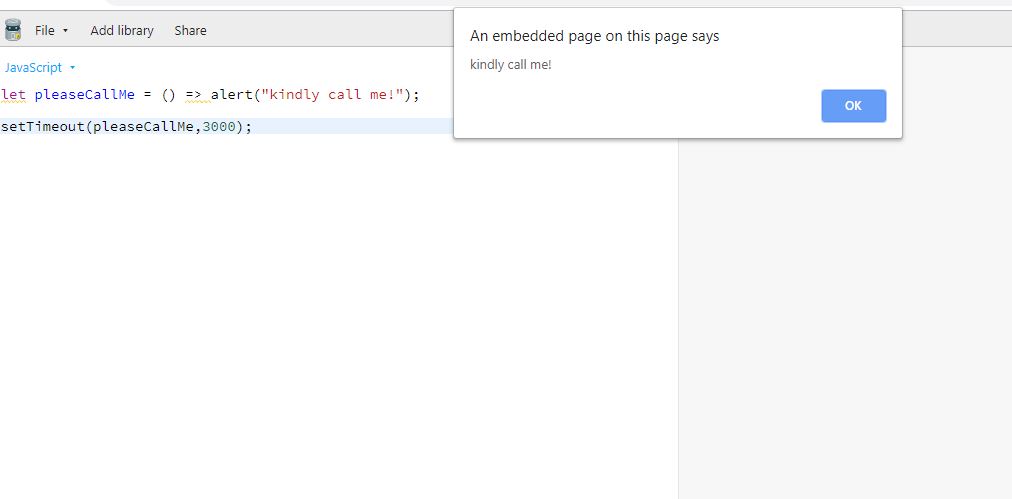 File Add library Share
An embedded page on this page says
kindly call me!
OK
JavaScript
let pleaseCallMe = () => alert("kindly call me!");
setTimeout(pleaseCallMe,3000);